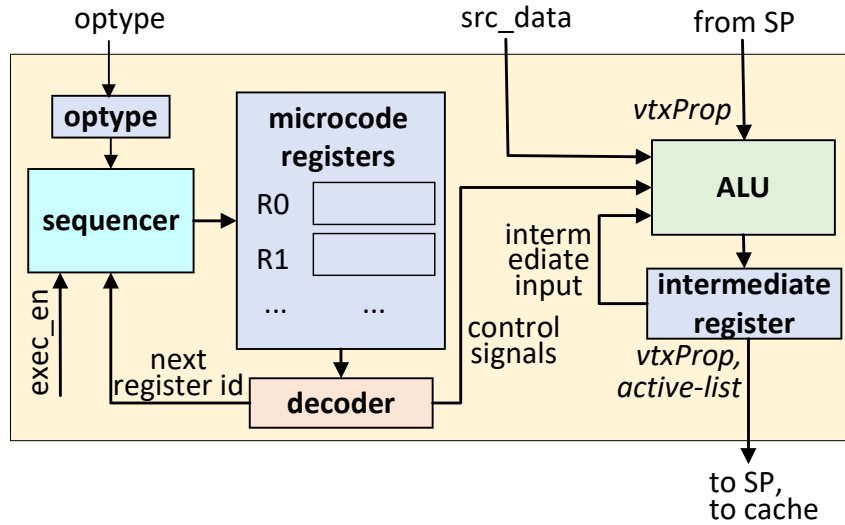 optype
src_data
from SP
optype
microcode
registers
vtxProp
sequencer
R0
R1
...
...
ALU
interm
ediate
input
intermediate
register
exec_en
next
register id
control
signals
decoder
vtxProp,
active-list
to SP,
to cache